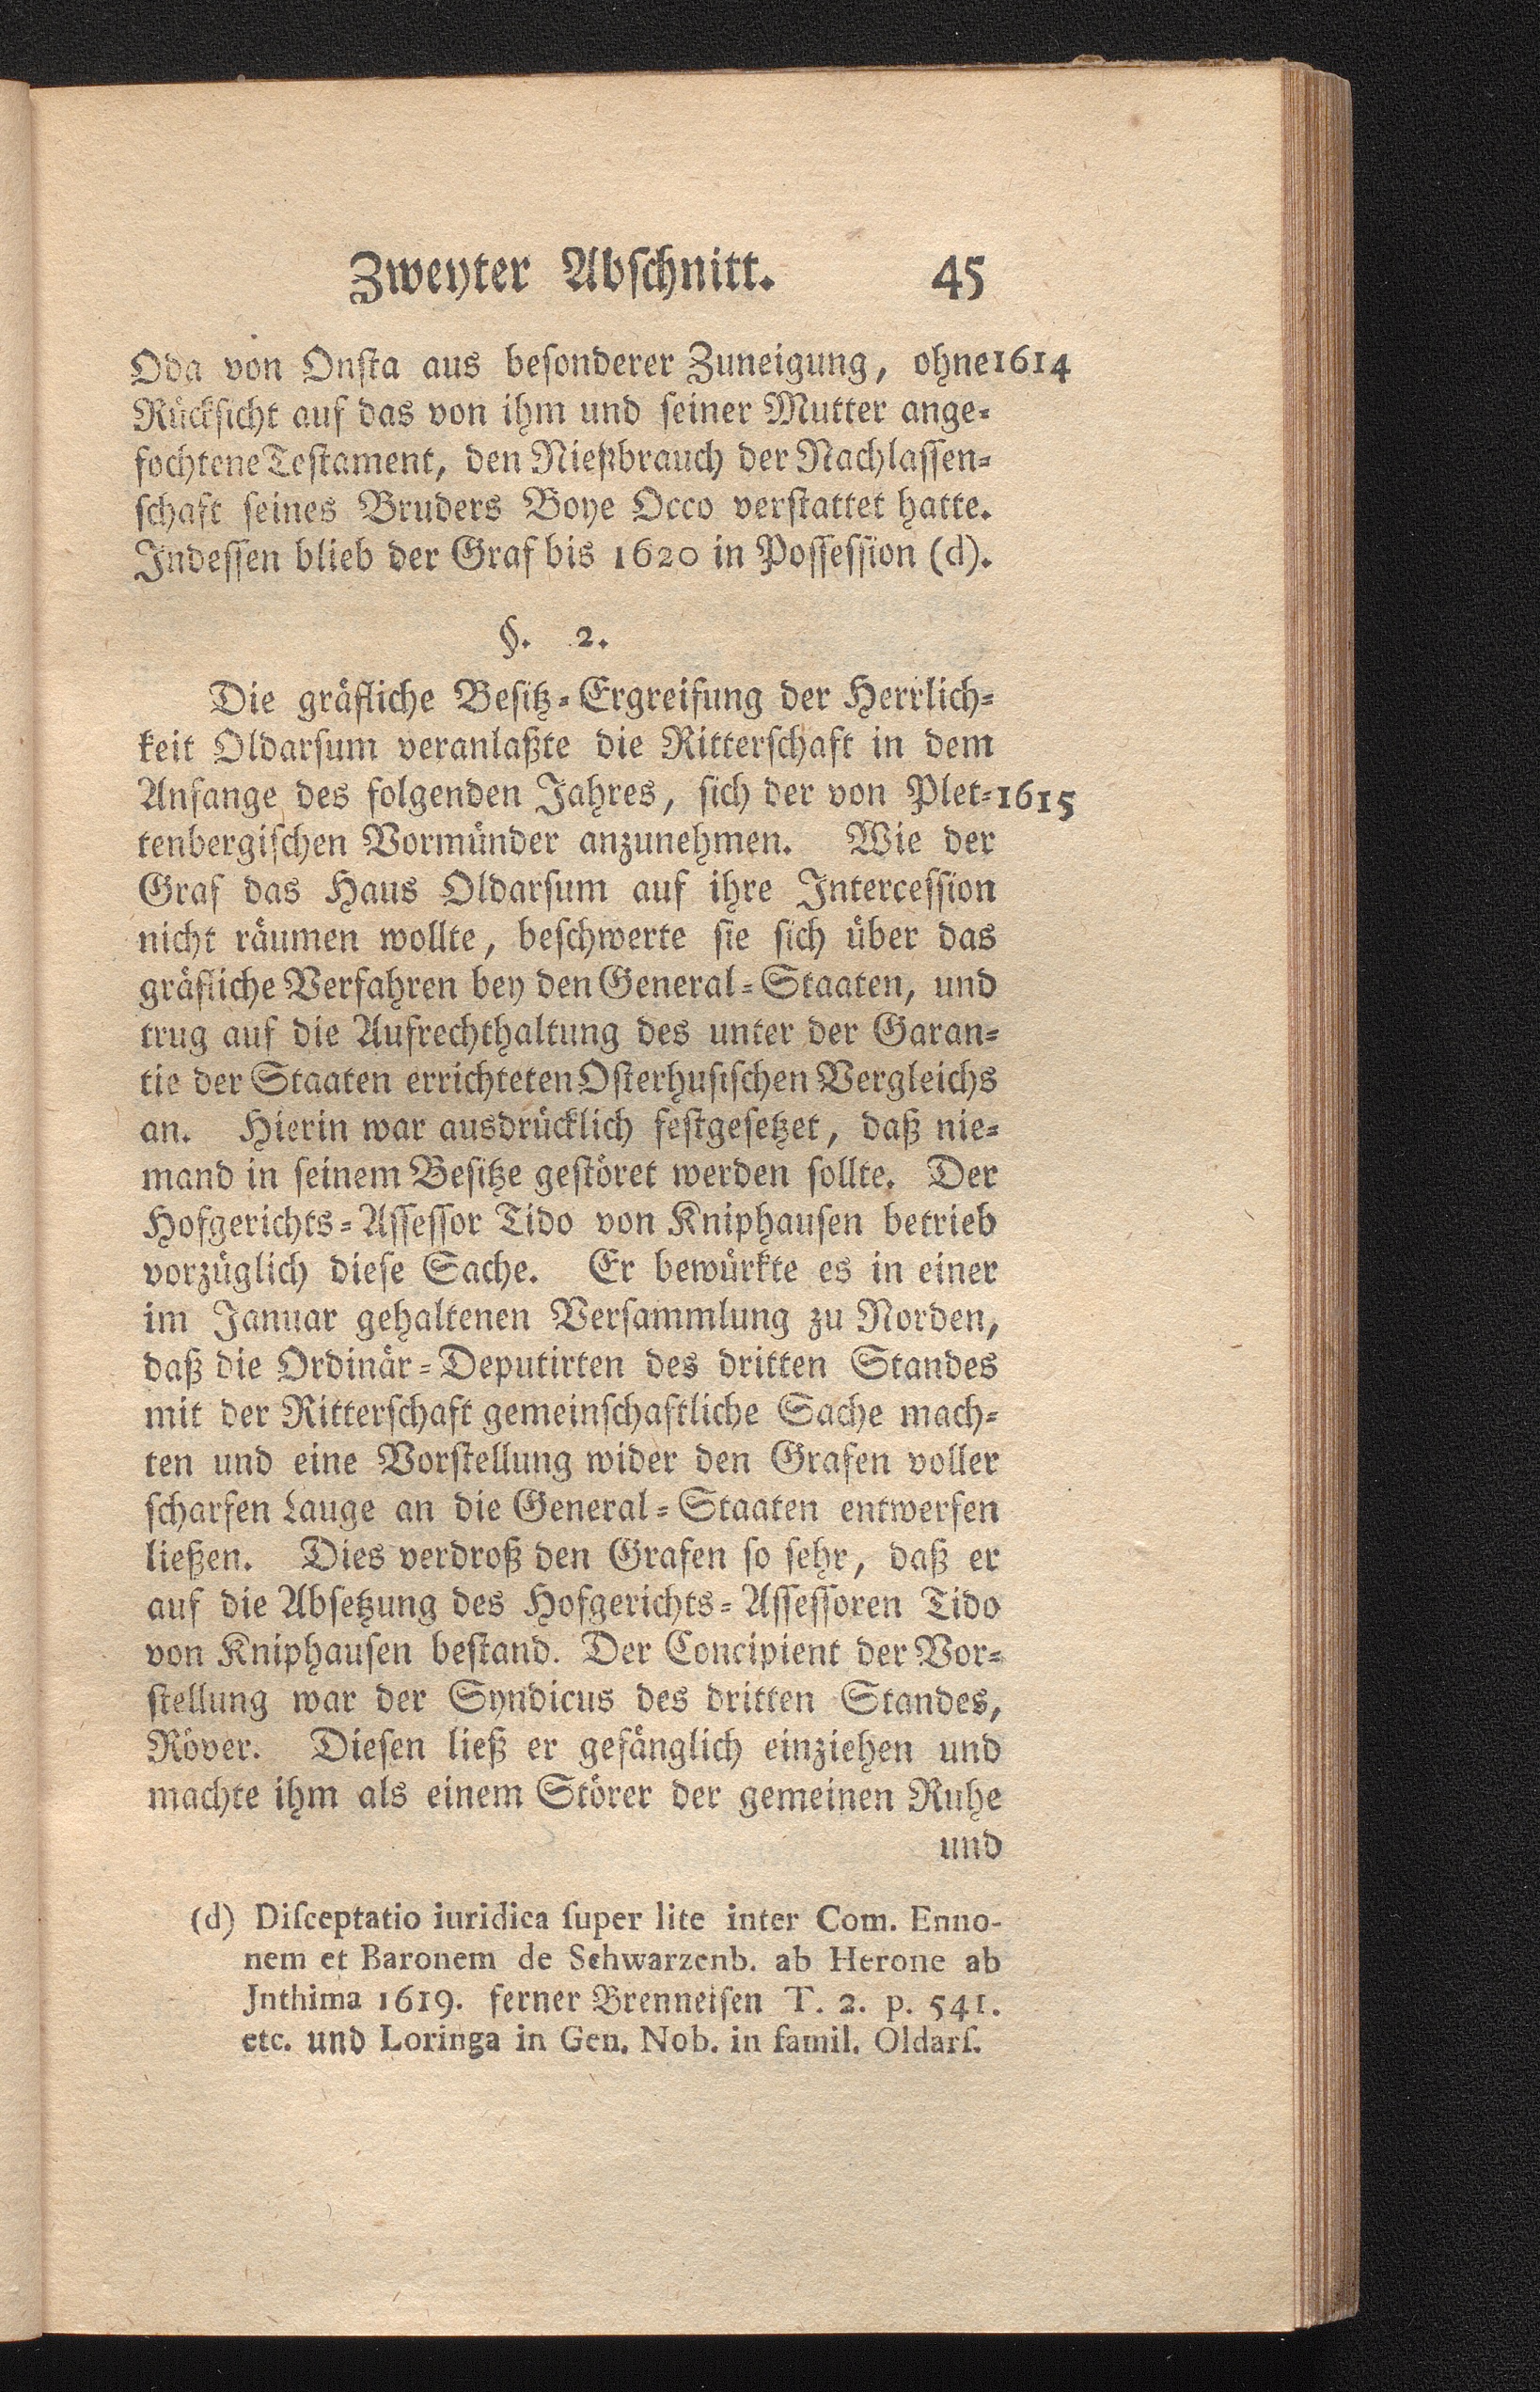 Zweyter Abschnitt. 45
Oda von Onsta aus besonderer Zuneigung, ohne 1614
Rücksicht auf das von ihm und seiner Mutter ange-
fochtene Testament, den Nießbrauch der Nachlassen-
schaft seines Bruders Boye Occo verstattet hatte.
Indessen blieb der Graf bis 1620 in Possession (d).
§. 2.
Die gräfliche Besitz-Ergreifung der Herrlich-
keit Oldarsum veranlaßte die Ritterschaft in dem
Anfange des folgenden Jahres, sich der von Plet- 1615
tenbergischen Vormünder anzunehmen. Wie der
Graf das Haus Oldarsum auf ihre Intercession
nicht räumen wollte, beschwerte sie sich über das
gräfliche Verfahren bey den General-Staaten, und
trug auf die Aufrechthaltung des unter der Garan-
tie der Staaten errichteten Osterhusischen Vergleichs
an. Hierin war ausdrücklich festgesetzet, daß nie-
mand in seinem Besitze gestöret werden sollte. Der
Hofgerichts-Assessor Tido von Kniphausen betrieb
vorzüglich diese Sache. Er bewürkte es in einer
im Januar gehaltenen Versammlung zu Norden,
daß die Ordinär-Deputirten des dritten Standes
mit der Ritterschaft gemeinschaftliche Sache mach-
ten und eine Vorstellung wider den Grafen voller
scharfen Lauge an die General-Staaten entwerfen
ließen. Dies verdroß den Grafen so sehr, daß er
auf die Absetzung des Hofgerichts-Assessoren Tido
von Kniphausen bestand. Der Concipient der Vor-
stellung war der Syndicus des dritten Standes,
Röver. Diesen ließ er gefänglich einziehen und
machte ihm als einem Störer der gemeinen Ruhe
und
(d) Disceptatio iuridica super lite inter Com. Enno-
nem et Baronem de Schwarzenb. ab Herone ab
Jnthima 1619. ferner Brenneisen T. 2. p. 541.
etc. und Loringa in Gen. Nob. in famil. Oldars.